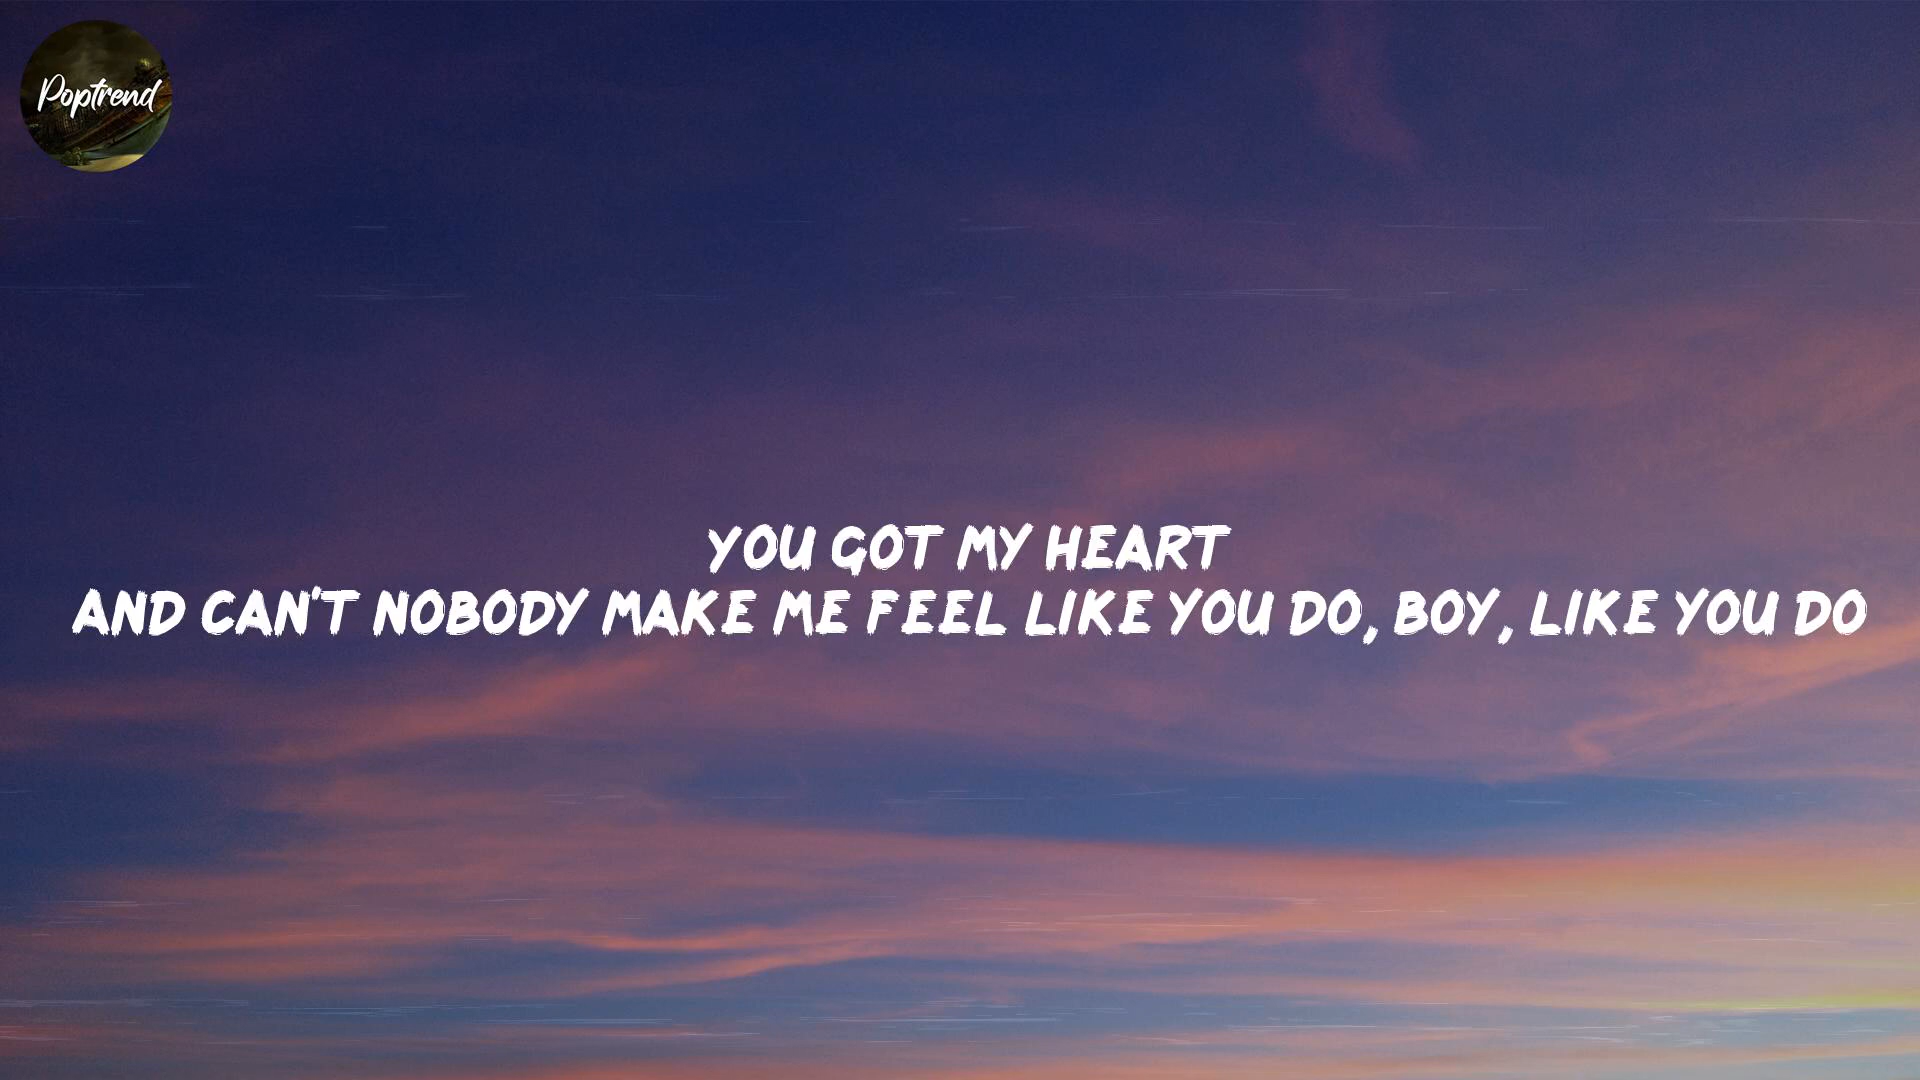 Poptrend
YOU GOT MY HEART
AND CAN'T NOBODY MAKE ME FEEL LIKE YOU DO, BOY, LIKE YOU DO